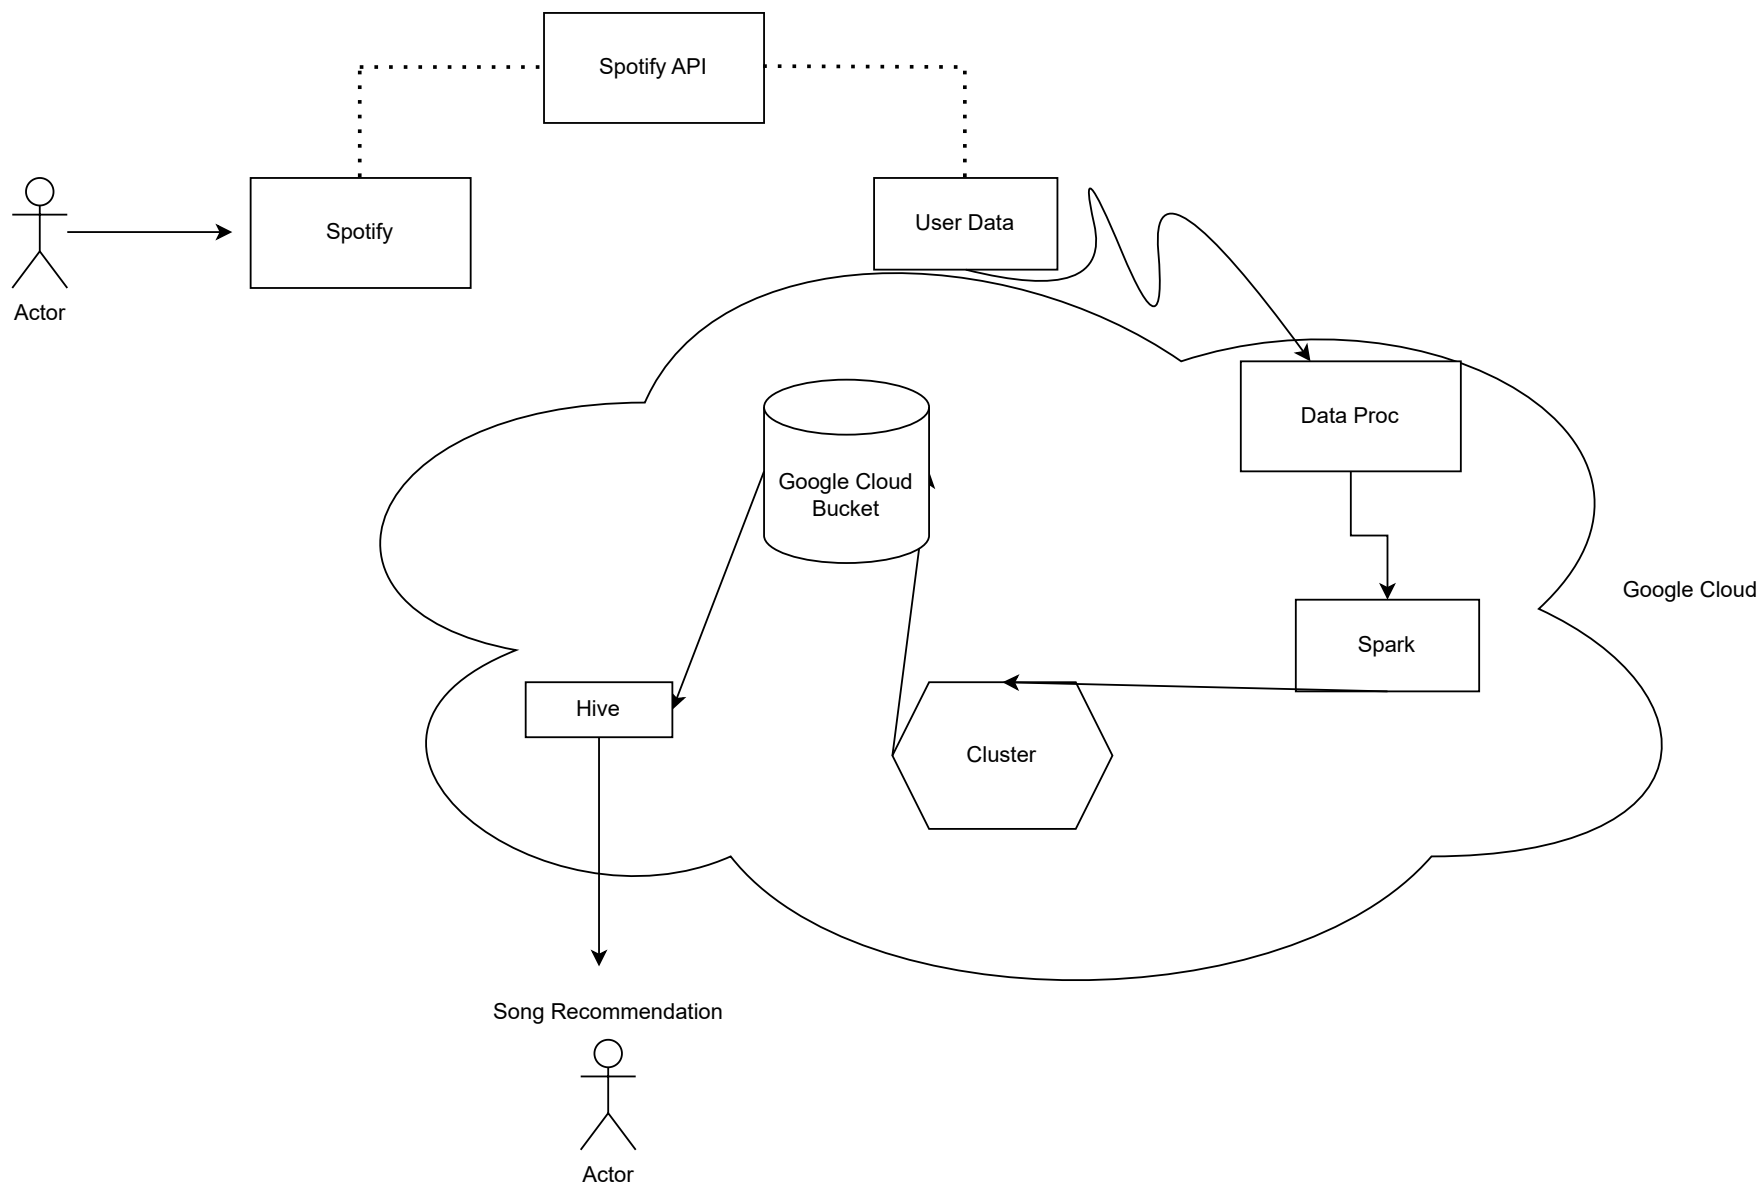 Spotify API
Spotify
User Data
Actor
Data Proc
Google Cloud
Bucket
Google Cloud
Spark
Hive
Cluster
Song Recommendation
Actor